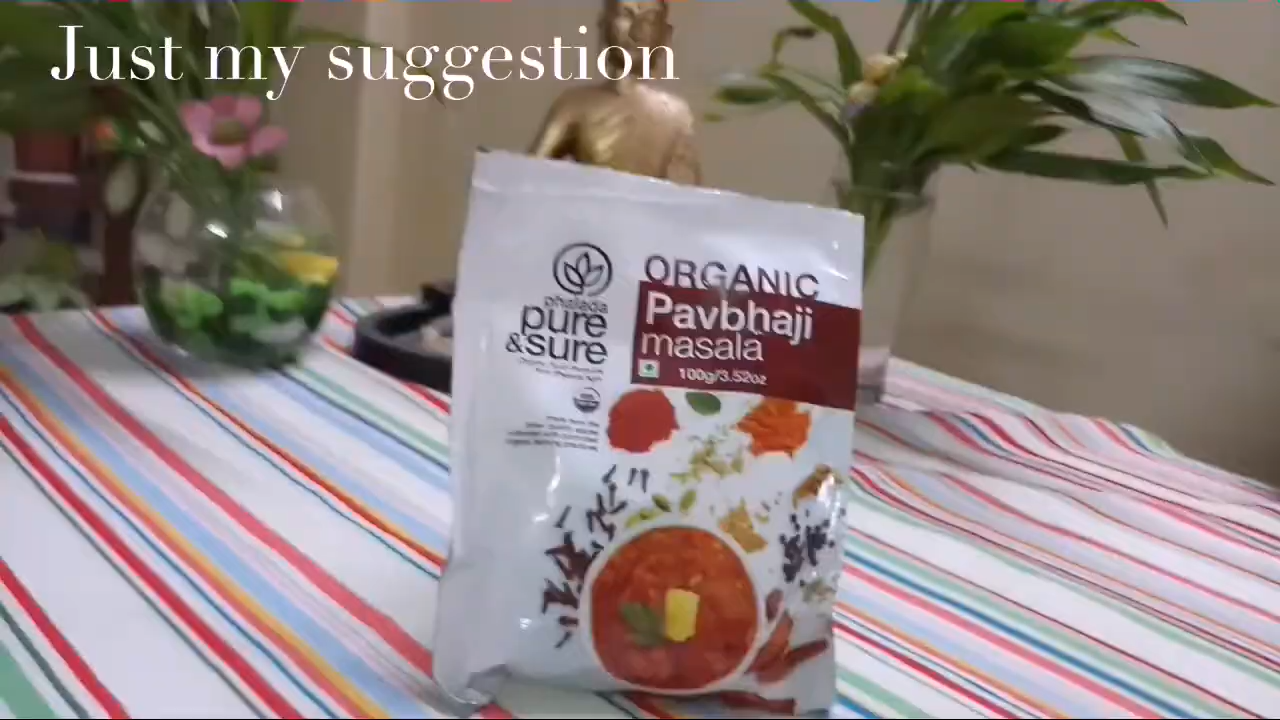 Just my suggestion
phalada
pure
&sure
ORGANIC
Pavbhaji
masala
100g/3.52oz